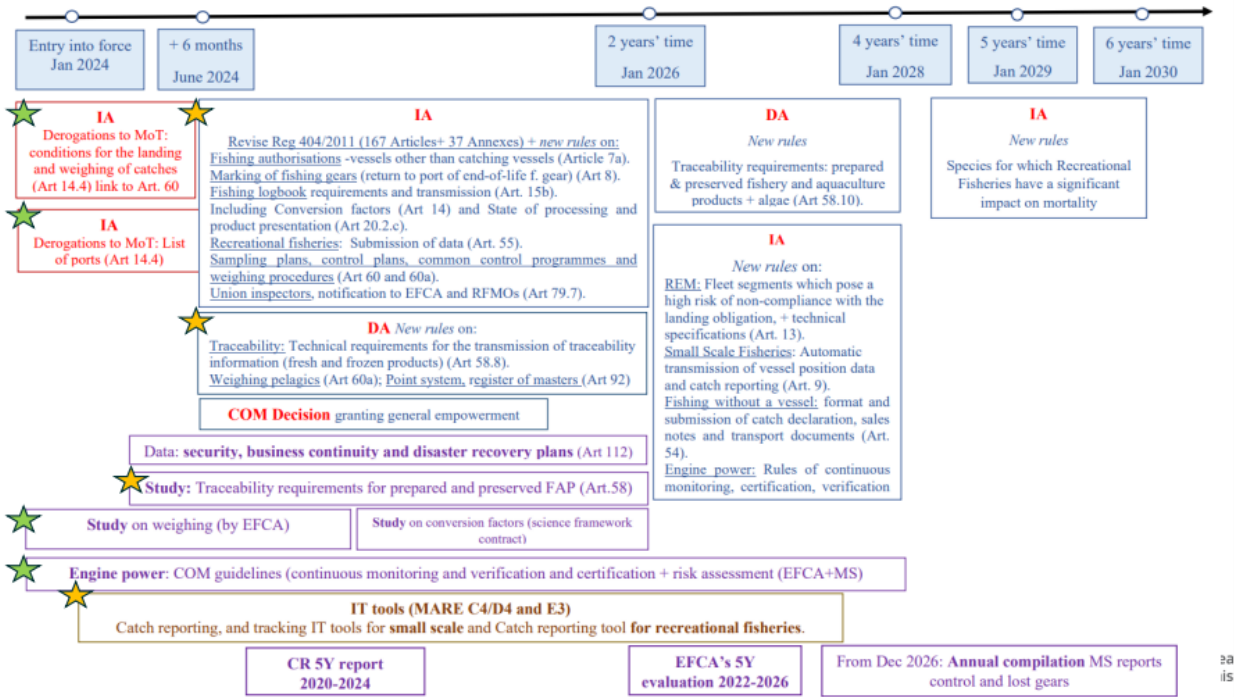 Entry into force
Jan 2024
+ 6 months
June 2024
2 years' time
Jan 2026
4 years' time
Jan 2028
5 years' time
Jan 2029
6 years' time
Jan 2030
IA
Derogations to MoT:
conditions for the landing
and weighing of catches
(Art 14.4) link to Art. 60
IA
Derogations to MoT: List
of ports (Art 14.4)
IA
Revise Reg 404/2011 (167 Articles+ 37 Annexes) + new rules on:
Fishing authorisations -vessels other than catching vessels (Article 7a).
Marking of fishing gears (return to port of end-of-life f. gear) (Art 8).
Fishing logbook requirements and transmission (Art. 15b).
Including Conversion factors (Art 14) and State of processing and
product presentation (Art 20.2.c).
Recreational fisheries: Submission of data (Art. 55).
Sampling plans, control plans, common control programmes and
weighing procedures (Art 60 and 60a).
Union inspectors, notification to EFCA and RFMOs (Art 79.7).
DA New rules on:
Traceability: Technical requirements for the transmission of traceability
information (fresh and frozen products) (Art 58.8).
Weighing pelagics (Art 60a); Point system, register of masters (Art 92)
COM Decision granting general empowerment
Data: security, business continuity and disaster recovery plans (Art 112)
Study: Traceability requirements for prepared and preserved FAP (Art.58)
Study on weighing (by EFCA)
Study on conversion factors (science framework
contract)
DA
New rules
Traceability requirements: prepared
& preserved fishery and aquaculture
products + algae (Art 58.10).
IA
New rules on:
REM: Fleet segments which pose a
high risk of non-compliance with the
landing obligation, + technical
specifications (Art. 13).
Small Scale Fisheries: Automatic
transmission of vessel position data
and catch reporting (Art. 9).
Fishing without a vessel: format and
submission of catch declaration, sales
notes and transport documents (Art.
54).
Engine power: Rules of continuous
monitoring, certification, verification
IA
New rules
Species for which Recreational
Fisheries have a significant
impact on mortality
Engine power: COM guidelines (continuous monitoring and verification and certification + risk assessment (EFCA+MS)
IT tools (MARE C4/D4 and E3)
Catch reporting, and tracking IT tools for small scale and Catch reporting tool for recreational fisheries.
CR 5Y report
2020-2024
EFCA's 5Y
evaluation 2022-2026
From Dec 2026: Annual compilation MS reports
control and lost gears